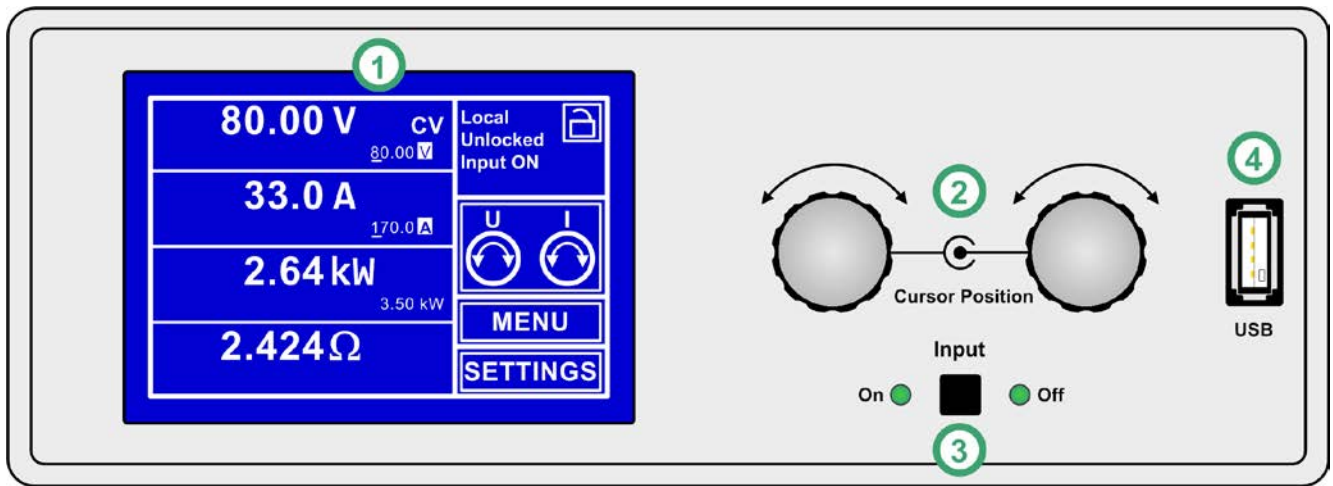 1
80.00 V CV
80.00 V
33.0 A
170.0 A
2.64 kW
3.50 kW
2.424 Ω
Local
Unlocked
Input ON
U I
MENU
SETTINGS
2
Cursor Position
Input
On Off
3
4
USB